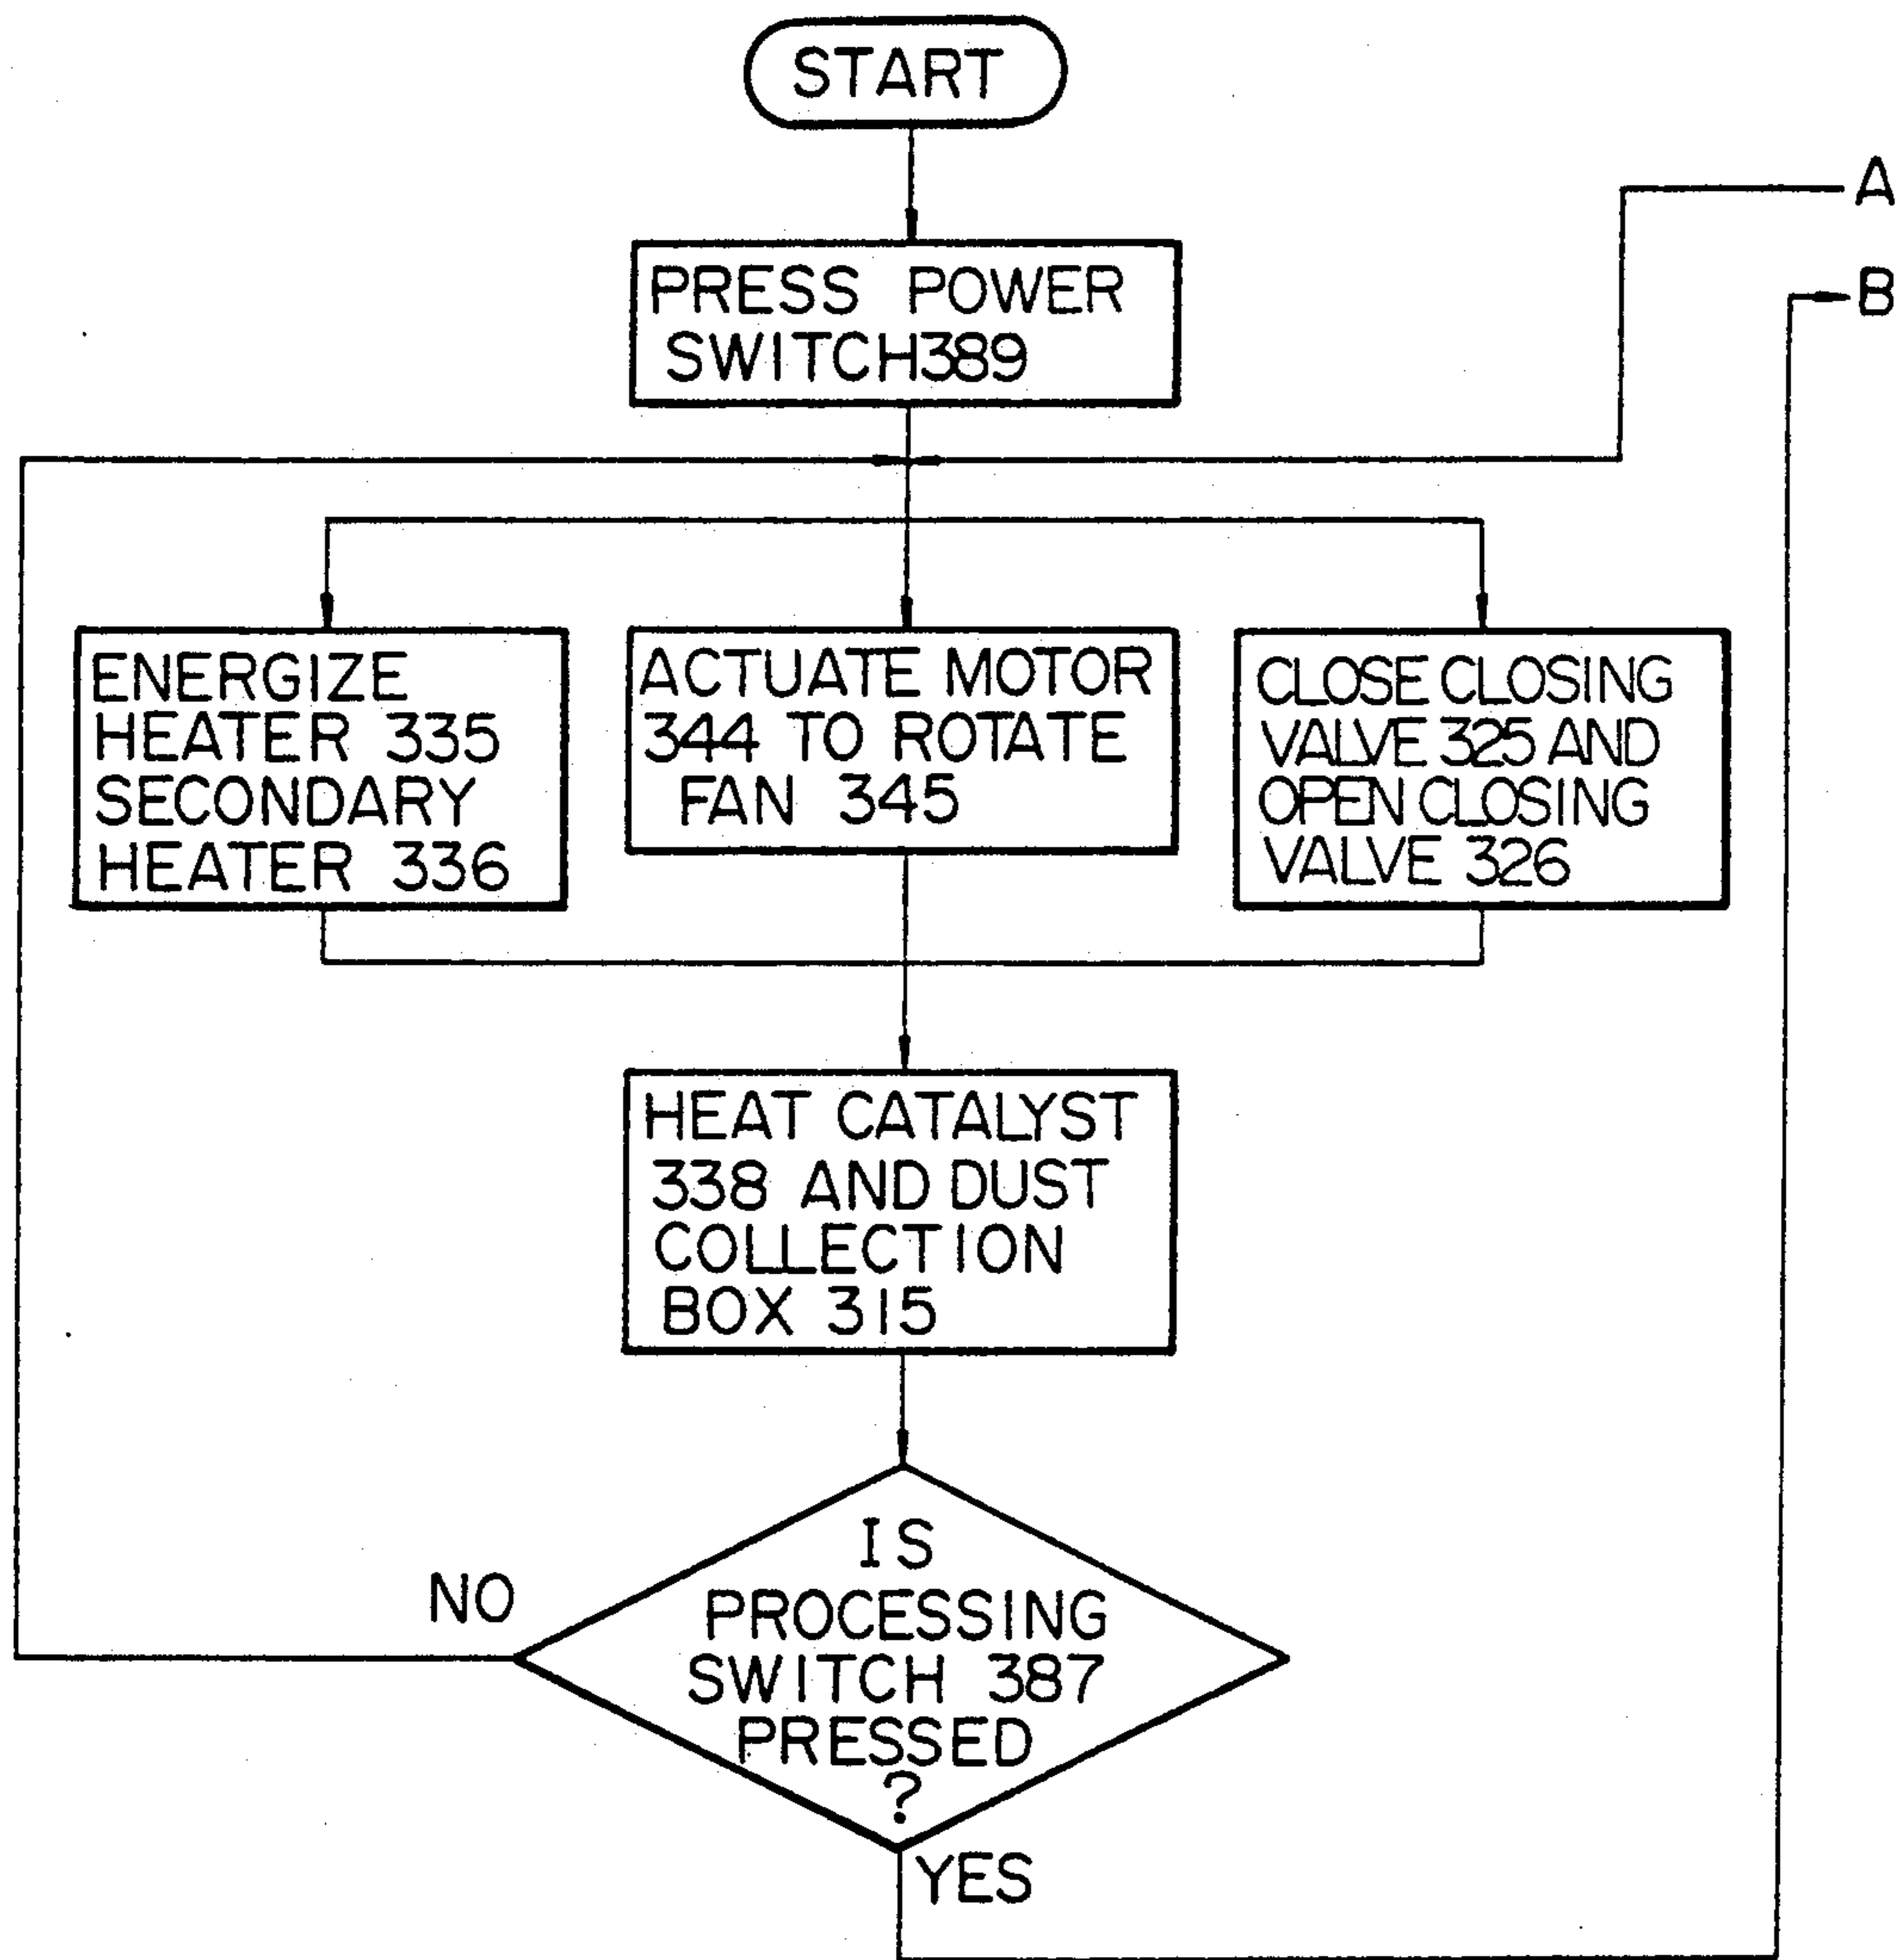 START
A
B
PRESS POWER
SWITCH389
ENERGIZE
HEATER 335
SECONDARY
HEATER 336
ACTUATE MOTOR
344 TO ROTATE
FAN 345
CLOSE CLOSING
VALVE 325 AND
OPEN CLOSING
VALVE 326
HEAT CATALYST
338 AND DUST
COLLECTION
BOX 315
NO
IS
PROCESSING
SWITCH 387
PRESSED
?
YES